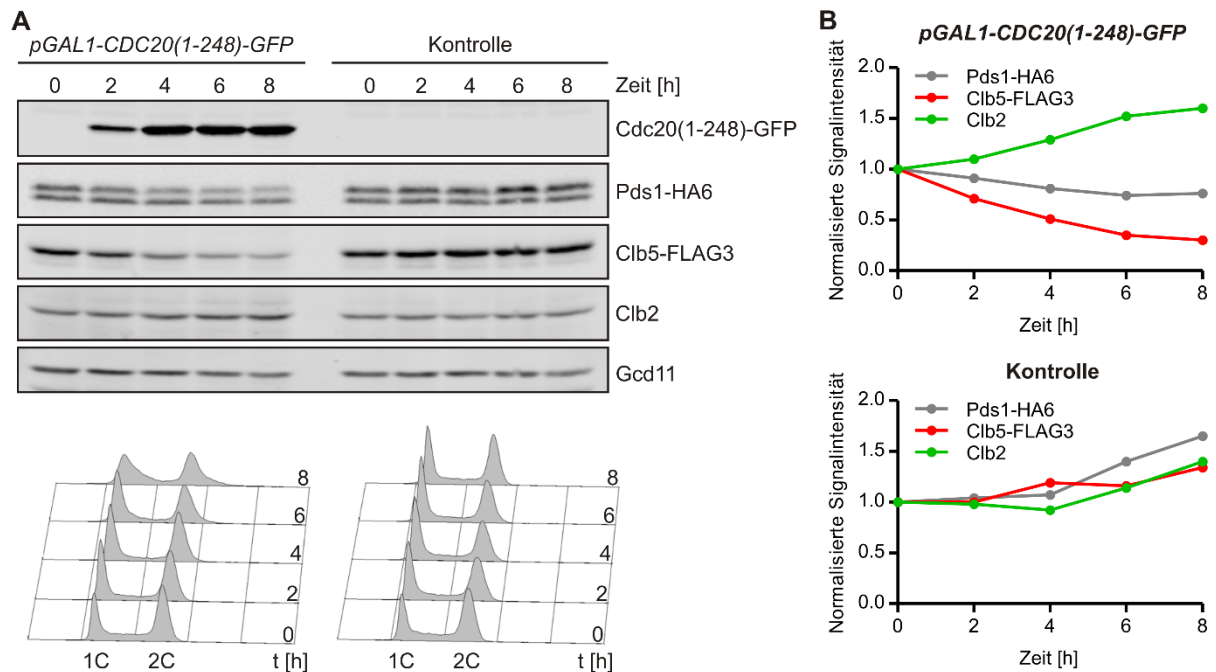 A
pGAL1-CDC20(1-248)-GFP Kontrolle
0 2 4 6 8 0 2 4 6 8 Zeit [h]
Cdc20(1-248)-GFP
Pds1-HA6
Clb5-FLAG3
Clb2
Gcd11
8 8
6 6
4 4
2 2
0 0
1C 2C t [h] 1C 2C t [h]
B
pGAL1-CDC20(1-248)-GFP
Normalisierte Signalintensität
2.0
1.5
1.0
0.5
0.0
Pds1-HA6
Clb5-FLAG3
Clb2
0 2 4 6 8
Zeit [h]
Kontrolle
Normalisierte Signalintensität
2.0
1.5
1.0
0.5
0.0
Pds1-HA6
Clb5-FLAG3
Clb2
0 2 4 6 8
Zeit [h]